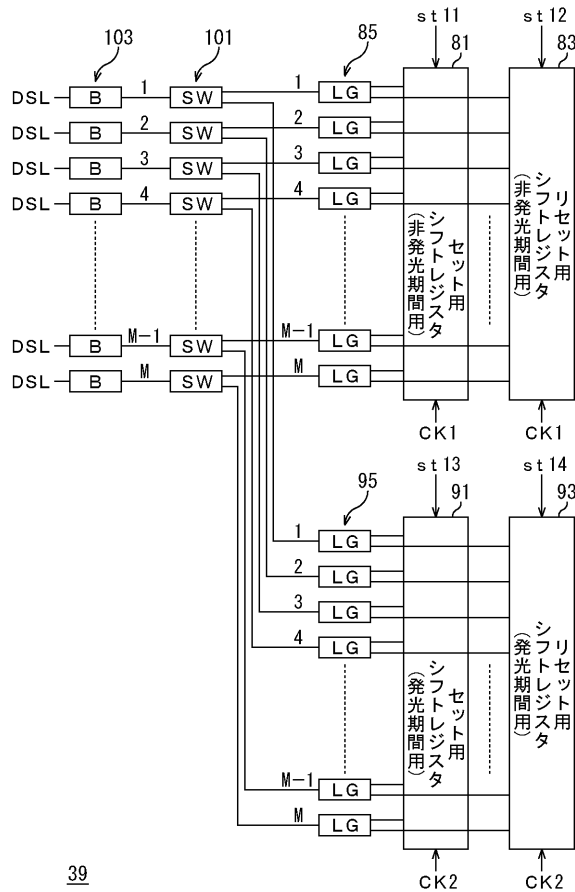 st11 st12
103 101 85 81 83
DSL B 1 SW 1 LG
DSL B 2 SW 2 LG
DSL B 3 SW 3 LG
DSL B 4 SW 4 LG
セット用
シフトレジスタ
(非発光期間用)
リセット用
シフトレジスタ
(非発光期間用)
DSL B M-1 SW M-1 LG
DSL B M SW M LG
CK1 CK1
st13 st14
95 91 93
1 LG
2 LG
3 LG
4 LG
セット用
シフトレジスタ
(発光期間用)
リセット用
シフトレジスタ
(発光期間用)
M-1 LG
M LG
39
CK2 CK2